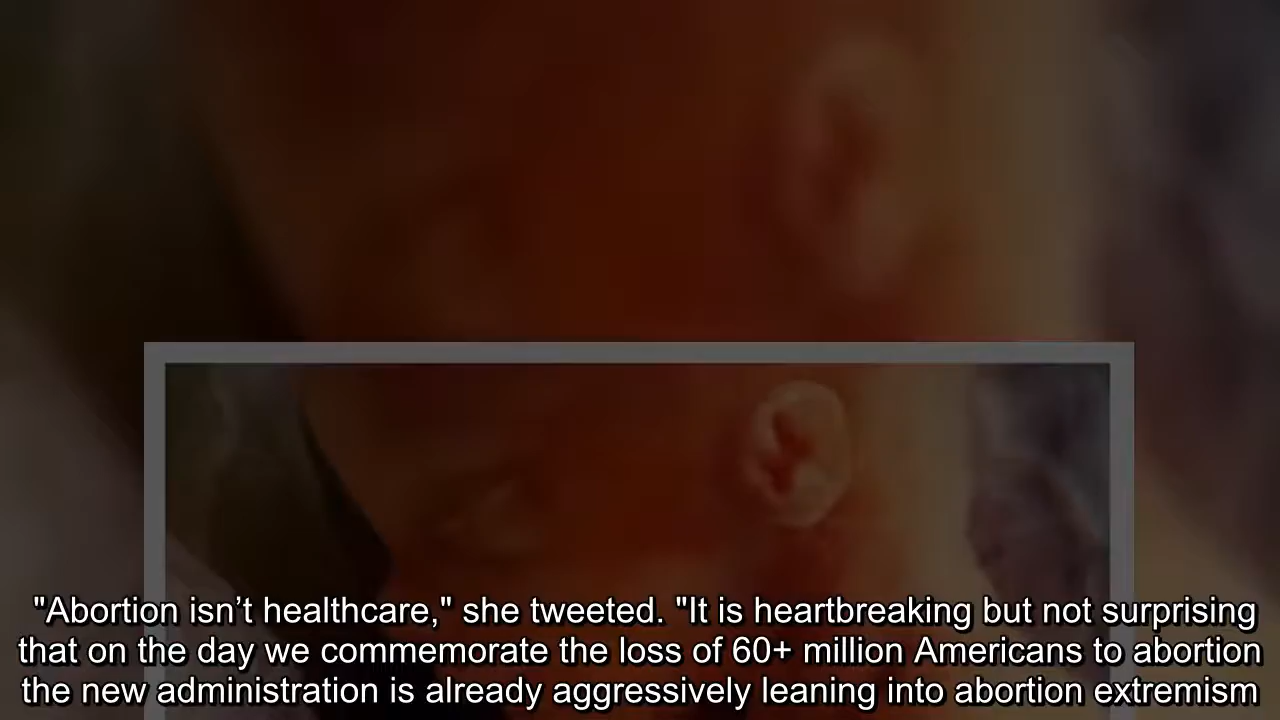 "Abortion isn’t healthcare," she tweeted. "It is heartbreaking but not surprising
that on the day we commemorate the loss of 60+ million Americans to abortion
the new administration is already aggressively leaning into abortion extremism